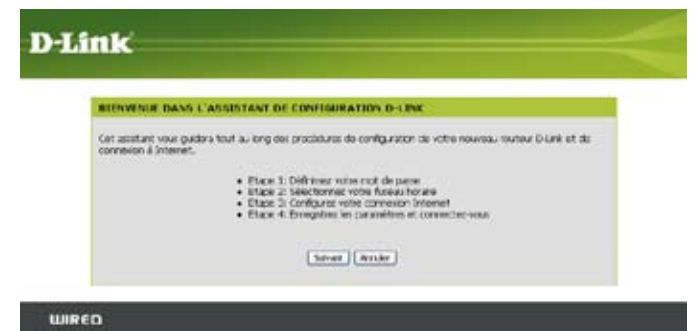 D-Link
BIENVENUE DANS L'ASSISTANT DE CONFIGURATION D-LINK
Cet assistant vous guidera tout au long des procédures de configuration de votre nouveau routeur D-Link et de
connexion à Internet.
• Etape 1: Définissez votre mot de passe
• Etape 2: Sélectionnez votre fuseau horaire
• Etape 3: Configurez votre connexion Internet
• Etape 4: Enregistrez les paramètres et connectez-vous
Suivant Annuler
WIRED